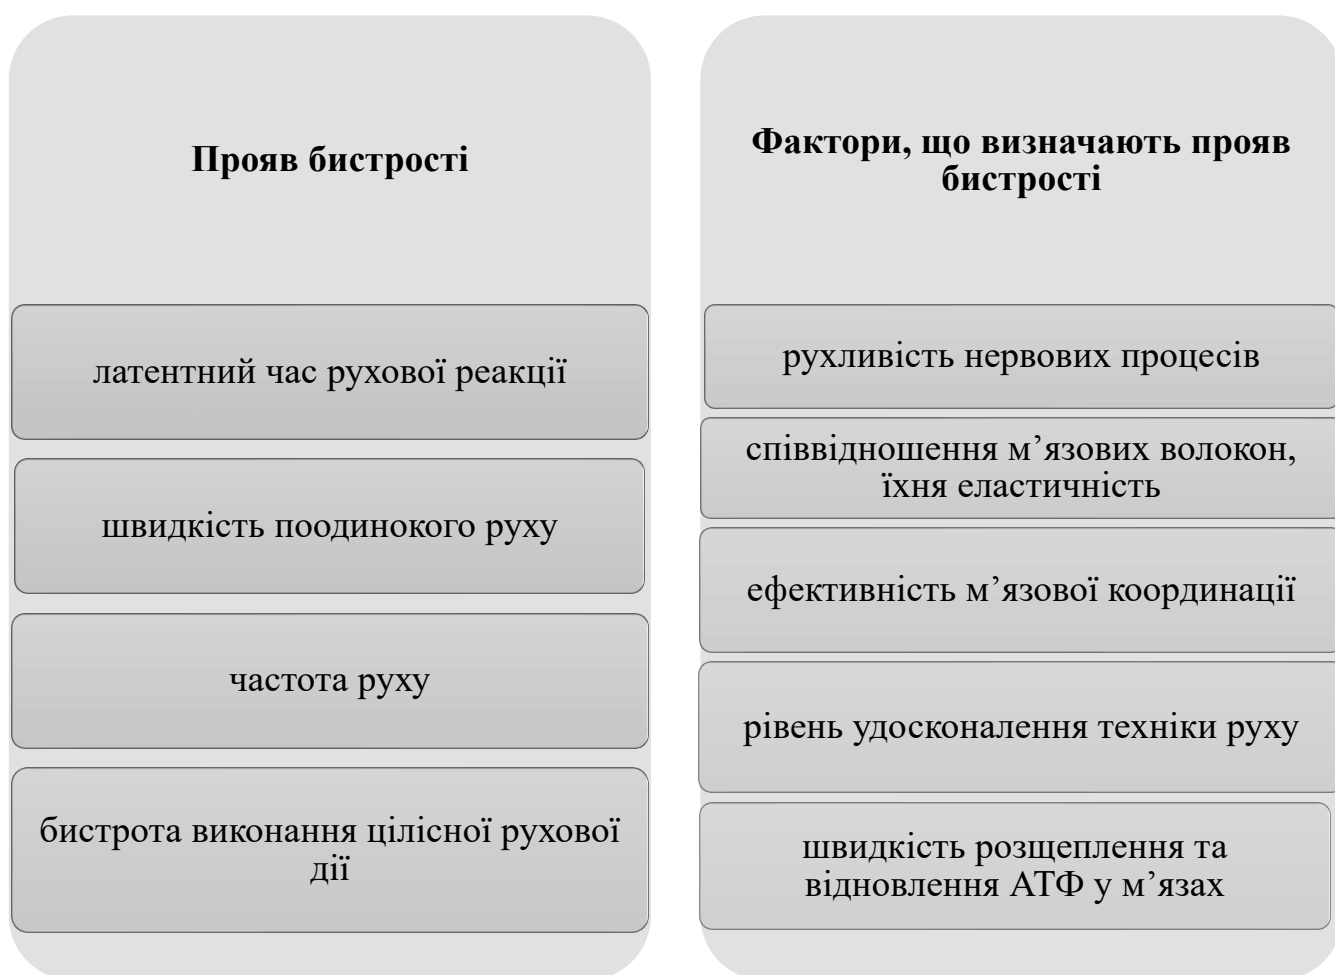 Прояв бистрості
латентний час рухової реакції
швидкість поодинокого руху
частота руху
бистрота виконання цілісної рухової
дії
Фактори, що визначають прояв
бистрості
рухливість нервових процесів
співвідношення м’язових волокон,
їхня еластичність
ефективність м’язової координації
рівень удосконалення техніки руху
швидкість розщеплення та
відновлення АТФ у м’язах